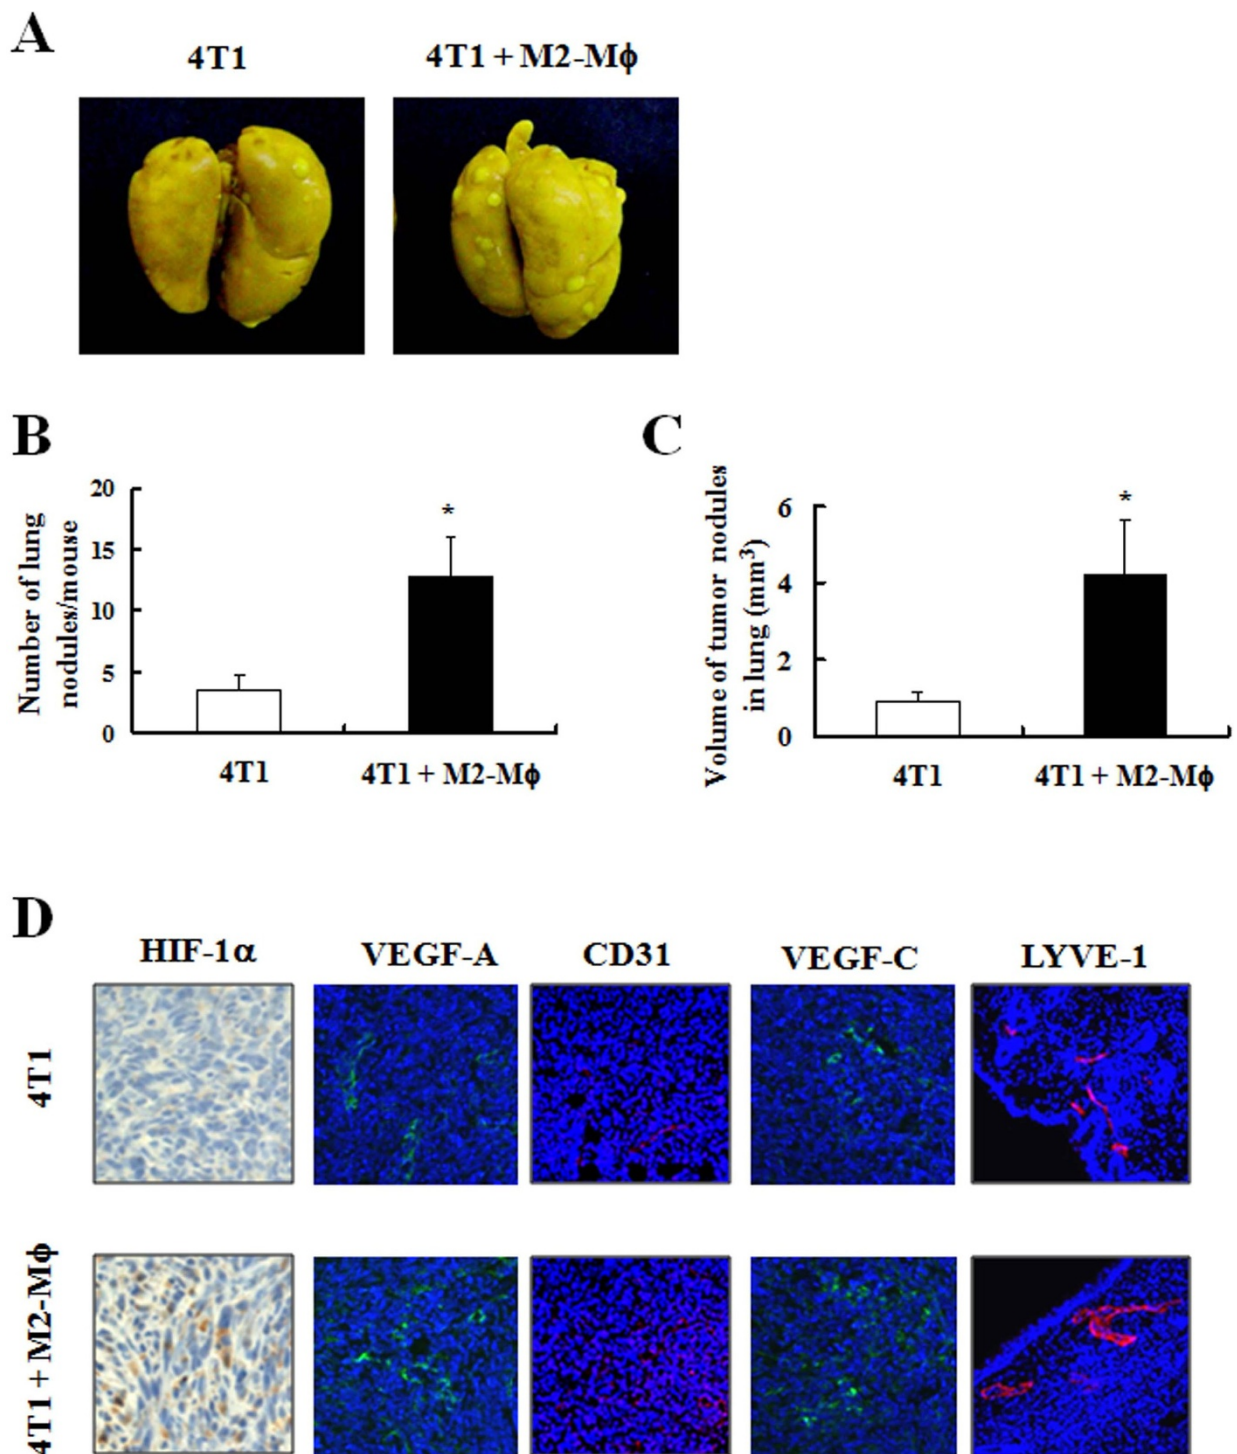 A
4T1
4T1 + M2-Mϕ
B
Number of lung
nodules/mouse
20
15
10
5
0
*
4T1
4T1 + M2-Mϕ
C
Volume of tumor nodules
in lung (mm³)
6
4
2
0
*
4T1
4T1 + M2-Mϕ
D
HIF-1α
VEGF-A
CD31
VEGF-C
LYVE-1
4T1
4T1 + M2-Mϕ